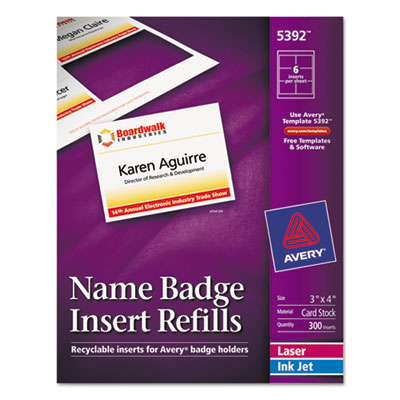 5392™
6
inserts
per sheet
Use Avery®
Template 5392™
avery.com/templates
Free Templates
& Software
Megan Claire
Boardwalk
INDUSTRIES
Karen Aguirre
Director of Research & Development
14th Annual Electronic Industry Trade Show
AVERY®
Name Badge
Insert Refills
Recyclable inserts for Avery® badge holders
Size 3" x 4"
Material Card Stock
Quantity 300 Inserts
Laser
Ink Jet